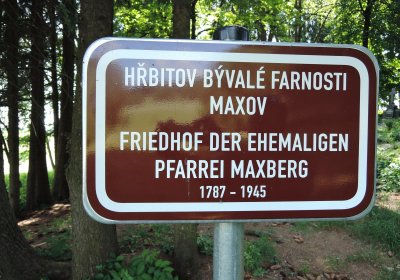 HŘBITOV BÝVALÉ FARNOSTI
MAXOV
FRIEDHOF DER EHEMALIGEN
PFARREI MAXBERG
1787 - 1945